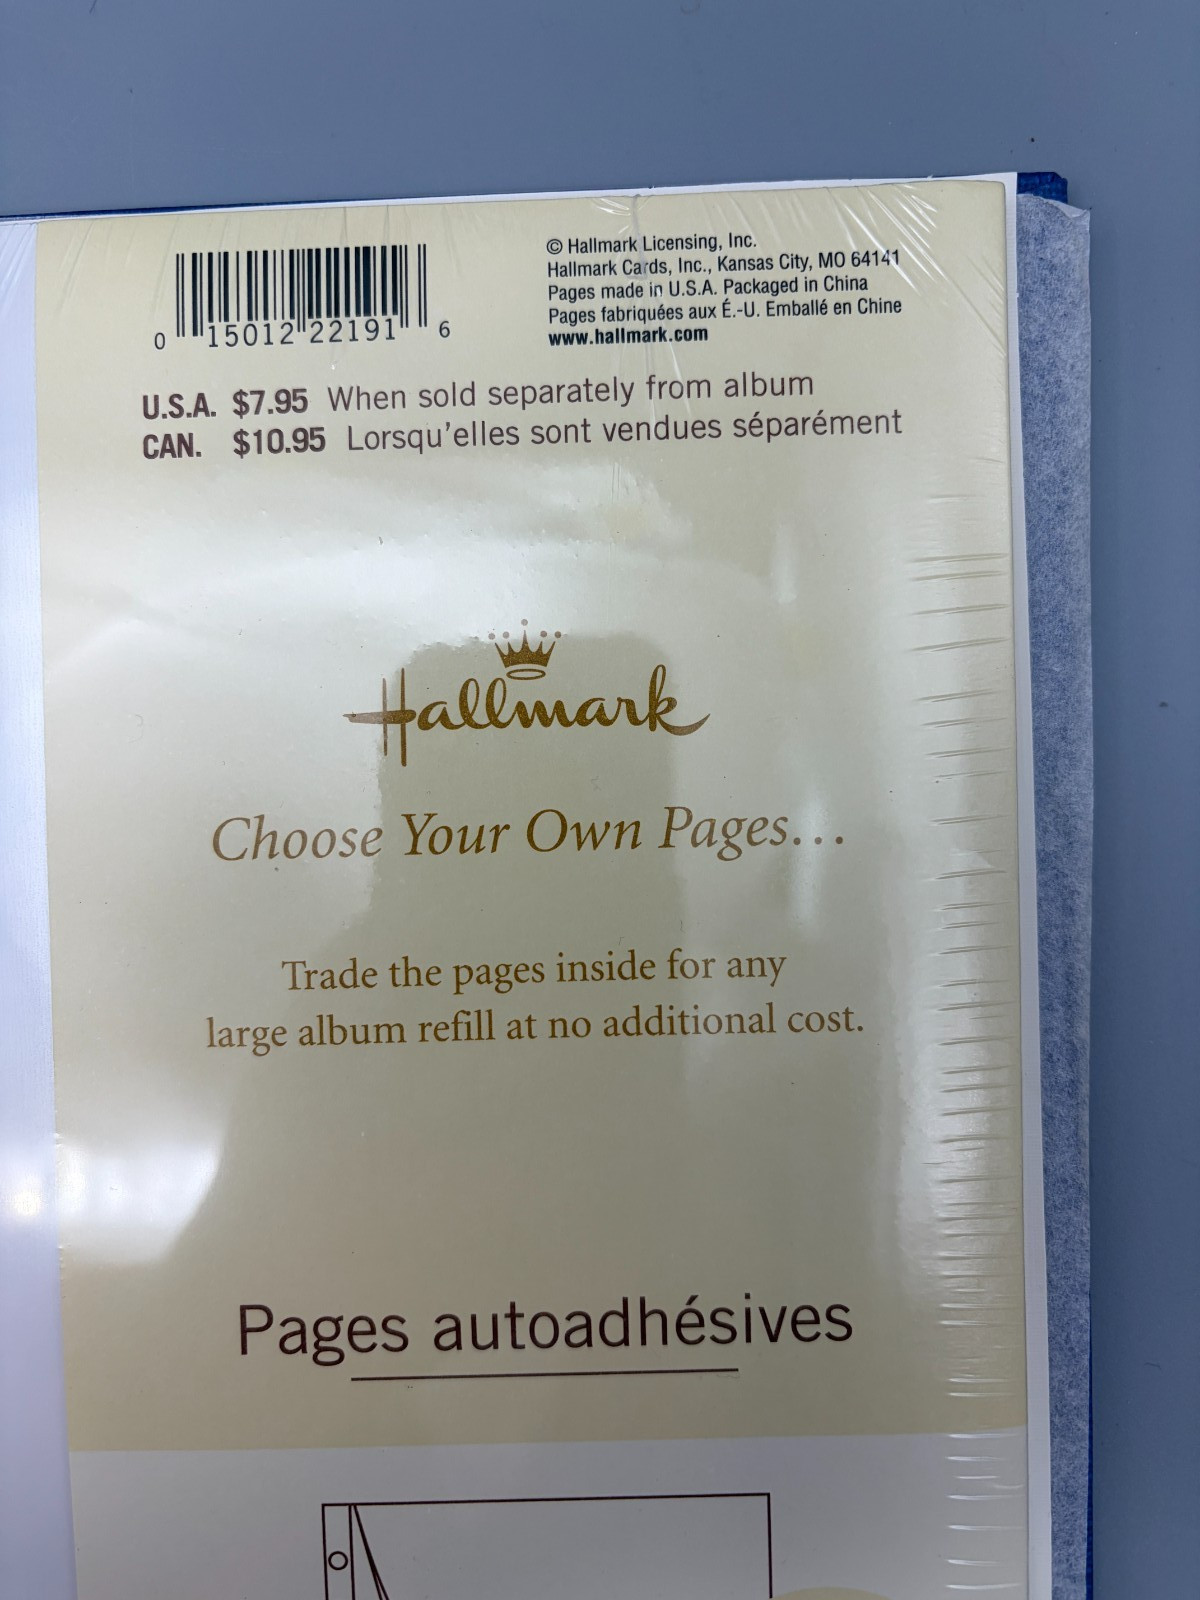 0 15012 22191 6
© Hallmark Licensing, Inc.
Hallmark Cards, Inc., Kansas City, MO 64141
Pages made in U.S.A. Packaged in China
Pages fabriquées aux É.-U. Emballé en Chine
www.hallmark.com
U.S.A. $7.95 When sold separately from album
CAN. $10.95 Lorsqu'elles sont vendues séparément
Hallmark
Choose Your Own Pages...
Trade the pages inside for any
large album refill at no additional cost.
Pages autoadhésives